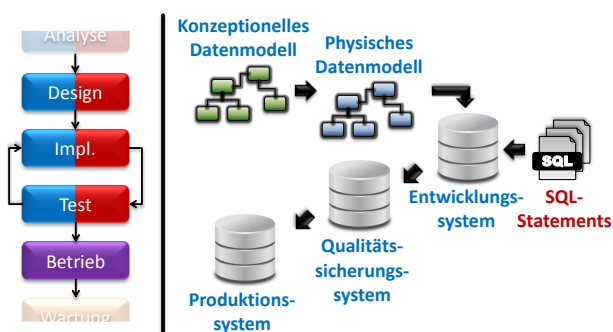 Analyse
Design
Impl.
Test
Betrieb
Wartung
Konzeptionelles
Datenmodell
Physisches
Datenmodell
SQL
Entwicklungs-
system
SQL-
Statements
Qualitäts-
sicherungs-
system
Produktions-
system